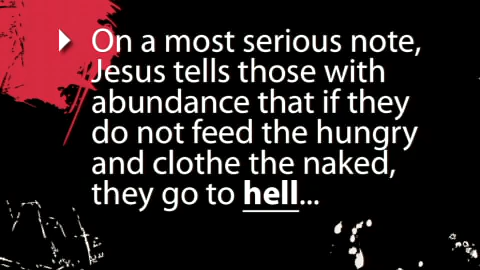 On a most serious note,
Jesus tells those with
abundance that if they
do not feed the hungry
and clothe the naked,
they go to hell...